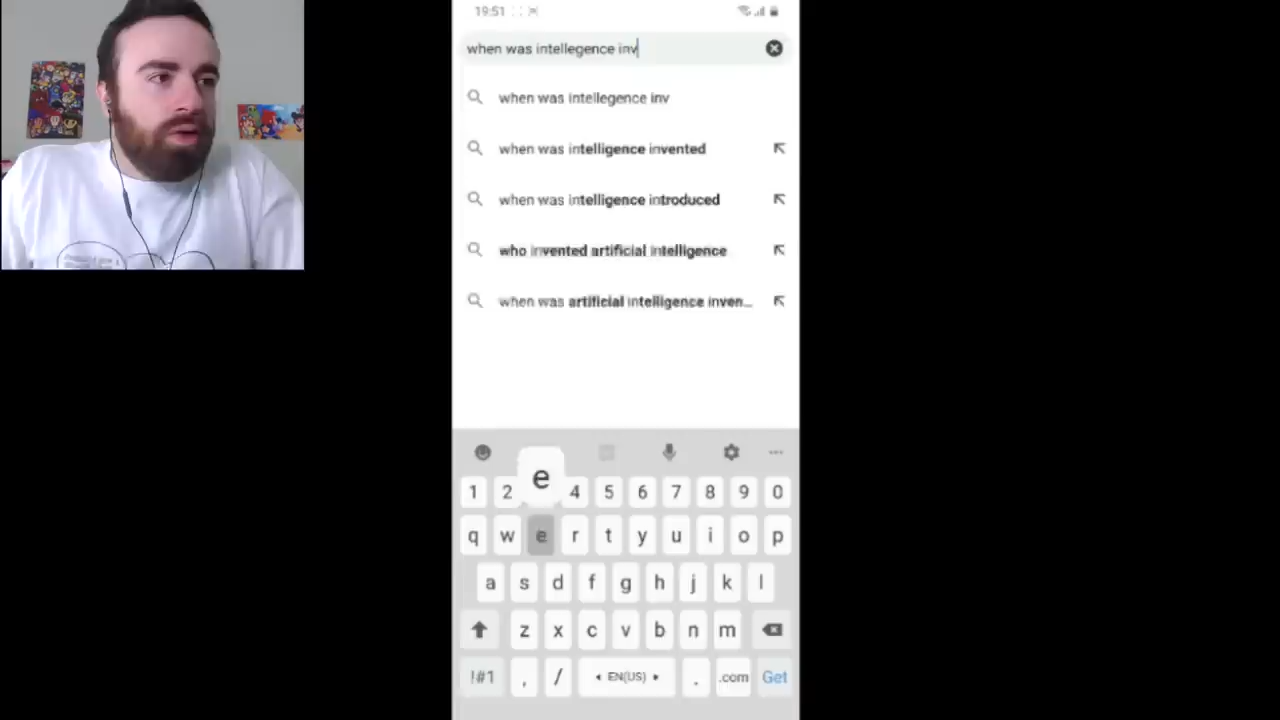 19:51
when was intellegence inv
when was intellegence inv
when was intelligence invented
when was intelligence introduced
who invented artificial intelligence
when was artificial intelligence inven...
e
1 2 4 5 6 7 8 9 0
q w e r t y u i o p
a s d f g h j k l
z x c v b n m
!#1 , / EN(US) . .com Get